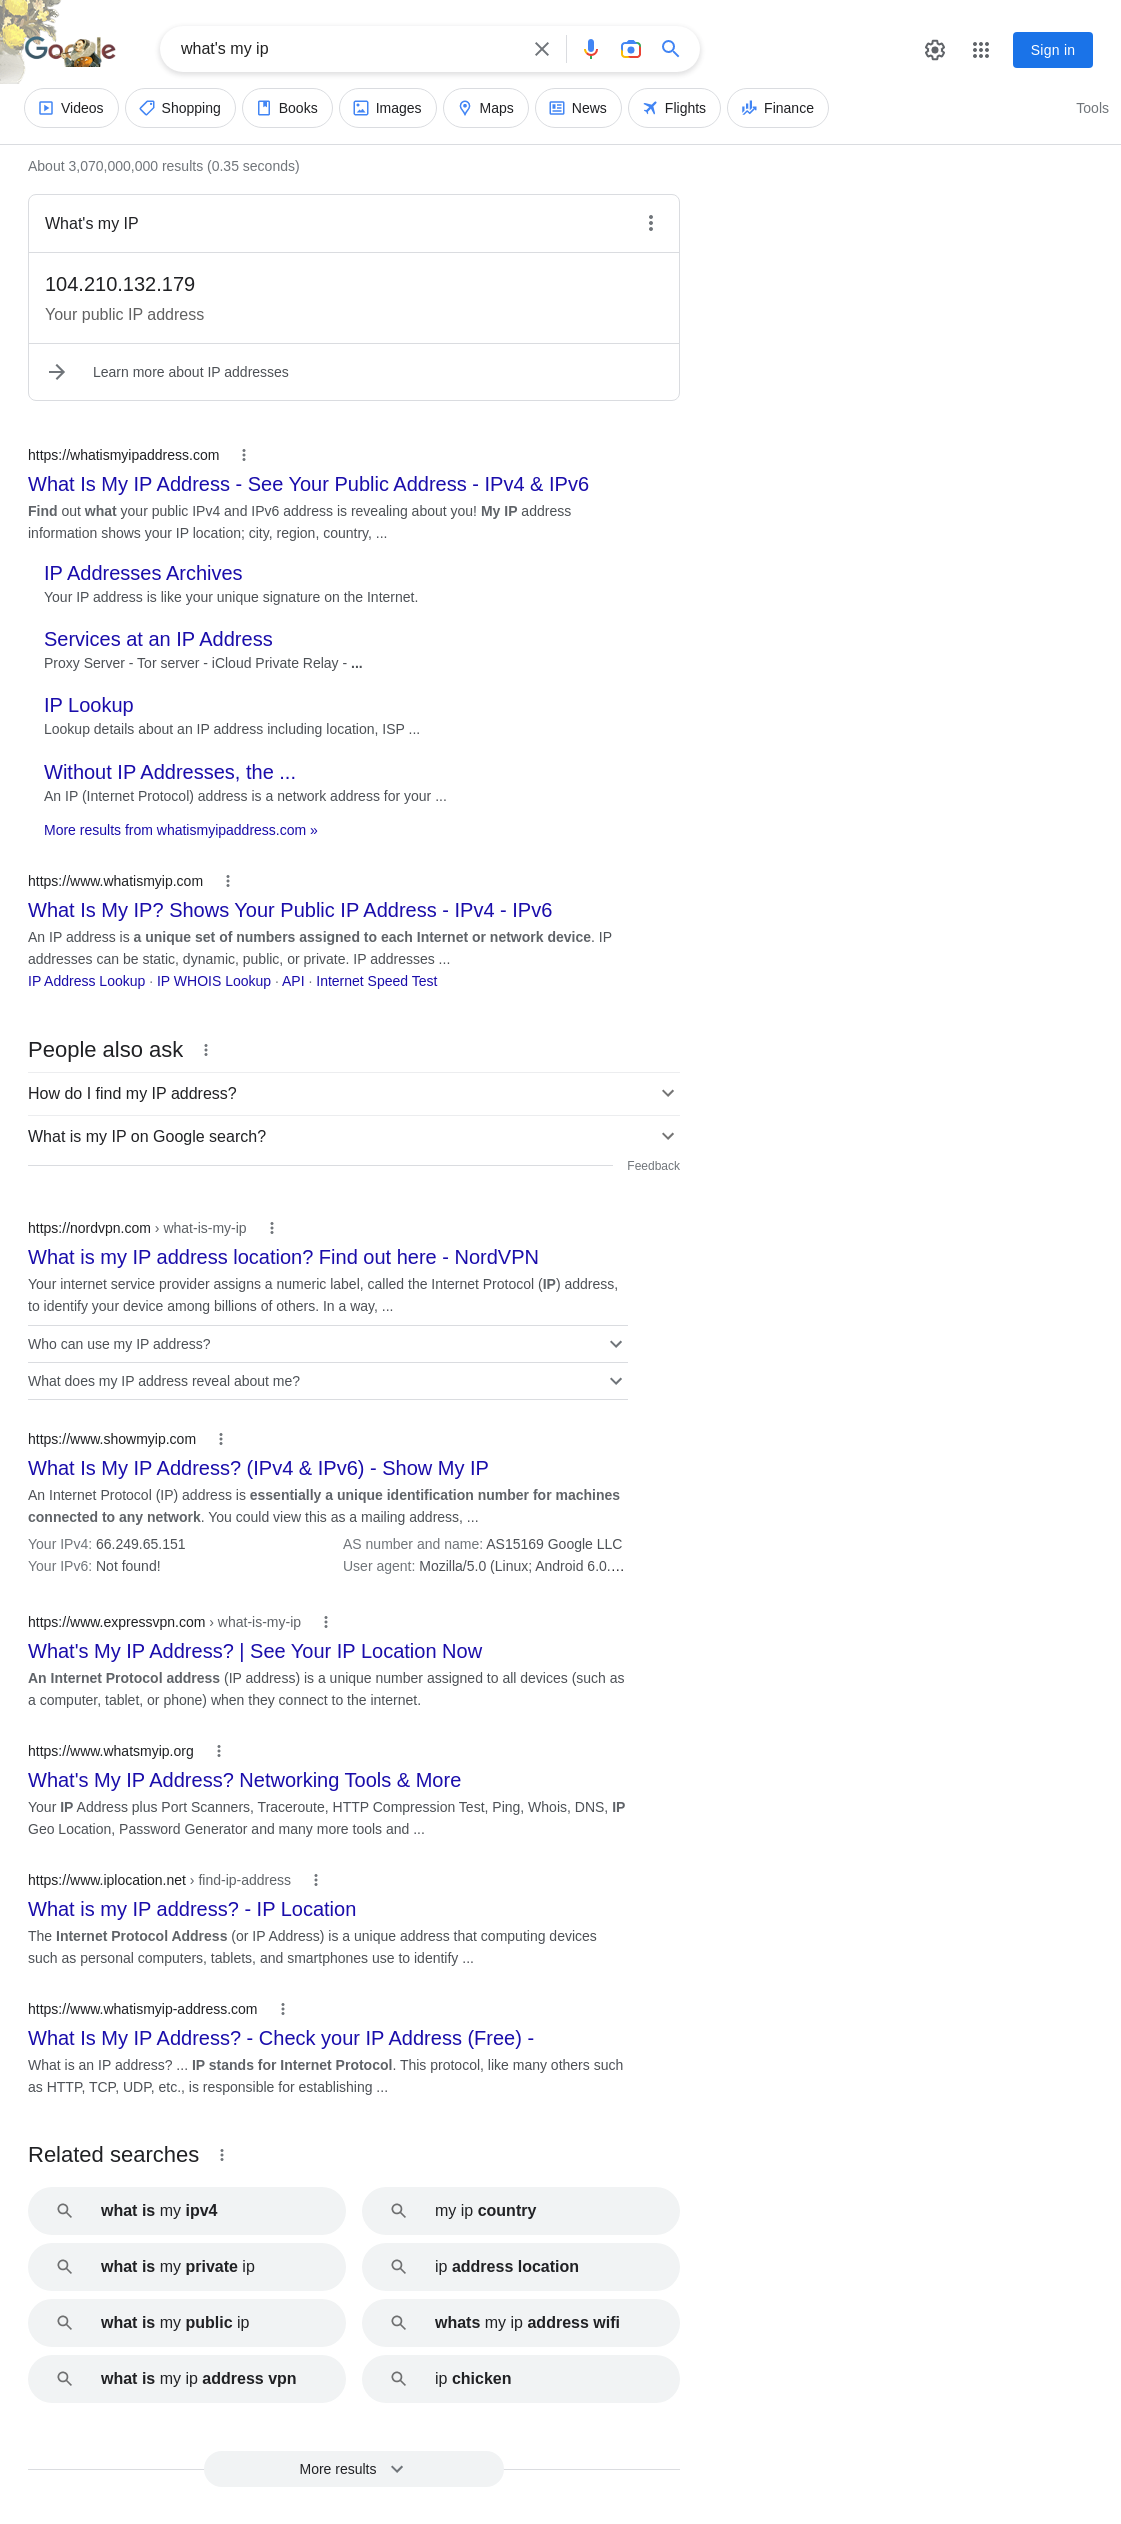 Google
what's my ip
Sign in
Videos
Shopping
Books
Images
Maps
News
Flights
Finance
Tools
About 3,070,000,000 results (0.35 seconds)
What's my IP
104.210.132.179
Your public IP address
Learn more about IP addresses
https://whatismyipaddress.com
What Is My IP Address - See Your Public Address - IPv4 & IPv6
Find out what your public IPv4 and IPv6 address is revealing about you! My IP address
information shows your IP location; city, region, country, ...
IP Addresses Archives
Your IP address is like your unique signature on the Internet.
Services at an IP Address
Proxy Server - Tor server - iCloud Private Relay - ...
IP Lookup
Lookup details about an IP address including location, ISP ...
Without IP Addresses, the ...
An IP (Internet Protocol) address is a network address for your ...
More results from whatismyipaddress.com »
https://www.whatismyip.com
What Is My IP? Shows Your Public IP Address - IPv4 - IPv6
An IP address is a unique set of numbers assigned to each Internet or network device. IP
addresses can be static, dynamic, public, or private. IP addresses ...
IP Address Lookup · IP WHOIS Lookup · API · Internet Speed Test
People also ask
How do I find my IP address?
What is my IP on Google search?
Feedback
https://nordvpn.com › what-is-my-ip
What is my IP address location? Find out here - NordVPN
Your internet service provider assigns a numeric label, called the Internet Protocol (IP) address,
to identify your device among billions of others. In a way, ...
Who can use my IP address?
What does my IP address reveal about me?
https://www.showmyip.com
What Is My IP Address? (IPv4 & IPv6) - Show My IP
An Internet Protocol (IP) address is essentially a unique identification number for machines
connected to any network. You could view this as a mailing address, ...
Your IPv4: 66.249.65.151
AS number and name: AS15169 Google LLC
Your IPv6: Not found!
User agent: Mozilla/5.0 (Linux; Android 6.0....
https://www.expressvpn.com › what-is-my-ip
What's My IP Address? | See Your IP Location Now
An Internet Protocol address (IP address) is a unique number assigned to all devices (such as
a computer, tablet, or phone) when they connect to the internet.
https://www.whatsmyip.org
What's My IP Address? Networking Tools & More
Your IP Address plus Port Scanners, Traceroute, HTTP Compression Test, Ping, Whois, DNS, IP
Geo Location, Password Generator and many more tools and ...
https://www.iplocation.net › find-ip-address
What is my IP address? - IP Location
The Internet Protocol Address (or IP Address) is a unique address that computing devices
such as personal computers, tablets, and smartphones use to identify ...
https://www.whatismyip-address.com
What Is My IP Address? - Check your IP Address (Free) -
What is an IP address? ... IP stands for Internet Protocol. This protocol, like many others such
as HTTP, TCP, UDP, etc., is responsible for establishing ...
Related searches
what is my ipv4
my ip country
what is my private ip
ip address location
what is my public ip
whats my ip address wifi
what is my ip address vpn
ip chicken
More results